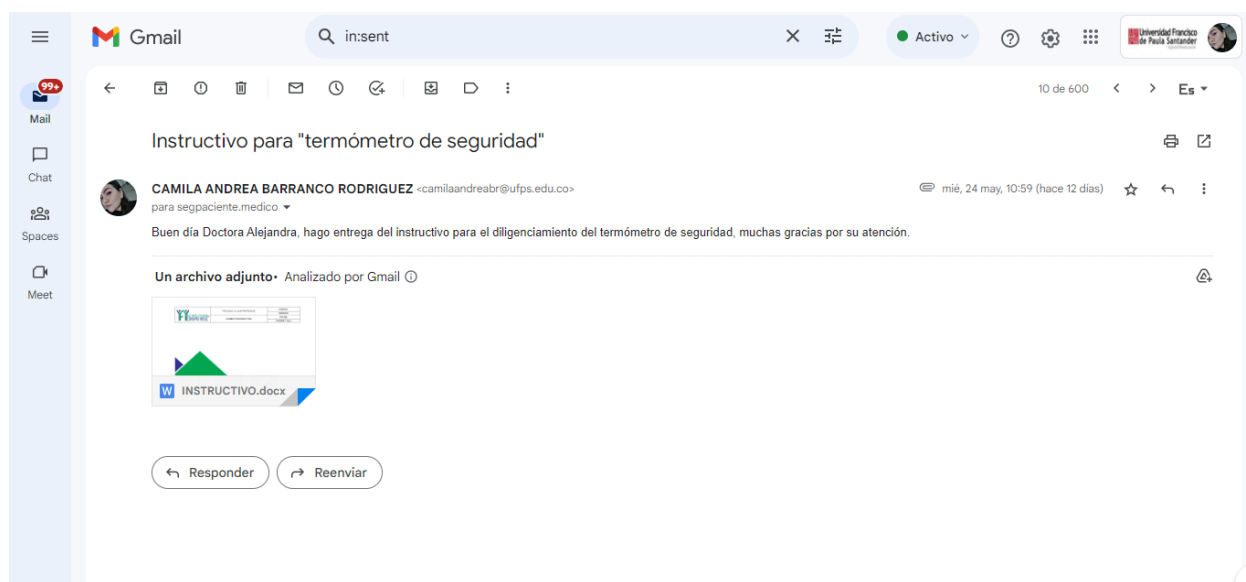 Gmail
in:sent
Activo
Universidad Francisco
de Paula Santander
99+
Mail
Chat
Spaces
Meet
10 de 600
Es
Instructivo para "termómetro de seguridad"
CAMILA ANDREA BARRANCO RODRIGUEZ <camilaandreabr@ufps.edu.co>
mié, 24 may, 10:59 (hace 12 días)
para segpaciente.medico
Buen día Doctora Alejandra, hago entrega del instructivo para el diligenciamiento del termómetro de seguridad, muchas gracias por su atención.
Un archivo adjunto • Analizado por Gmail
W INSTRUCTIVO.docx
Responder
Reenviar